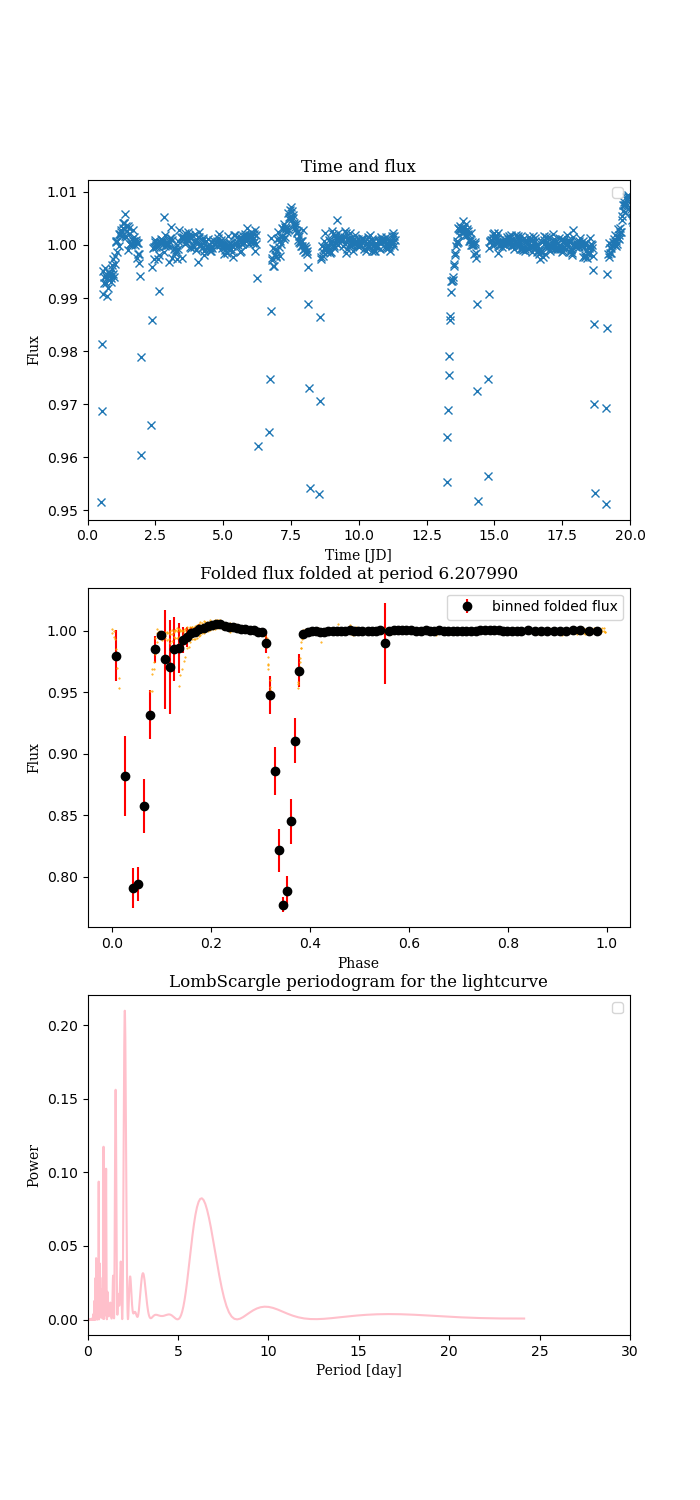 Time and flux
1.01
1.00
0.99
0.98
0.97
0.96
0.95
Flux
0.0 2.5 5.0 7.5 10.0 12.5 15.0 17.5 20.0
Time [JD]
Folded flux folded at period 6.207990
binned folded flux
1.00
0.95
0.90
0.85
0.80
Flux
0.0 0.2 0.4 0.6 0.8 1.0
Phase
LombScargle periodogram for the lightcurve
0.20
0.15
0.10
0.05
0.00
Power
0 5 10 15 20 25 30
Period [day]